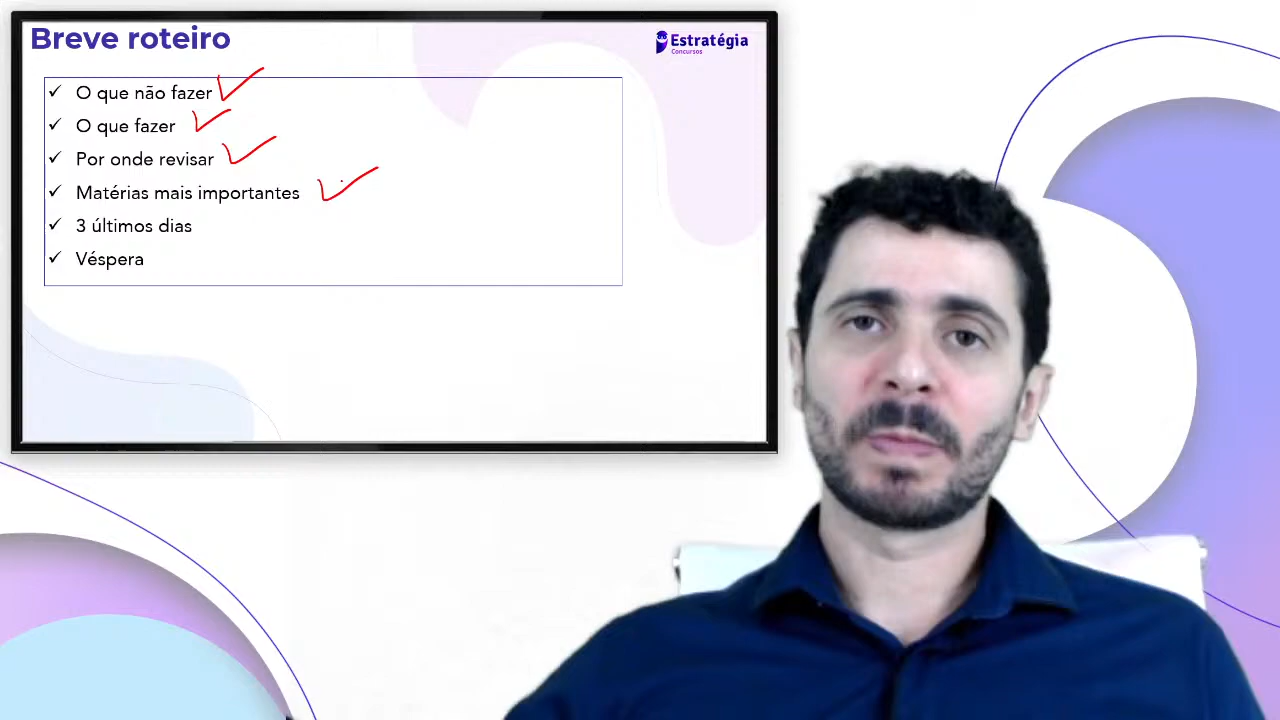 Breve roteiro
Estratégia
Concursos
✓ O que não fazer
✓ O que fazer
✓ Por onde revisar
✓ Matérias mais importantes
✓ 3 últimos dias
✓ Véspera